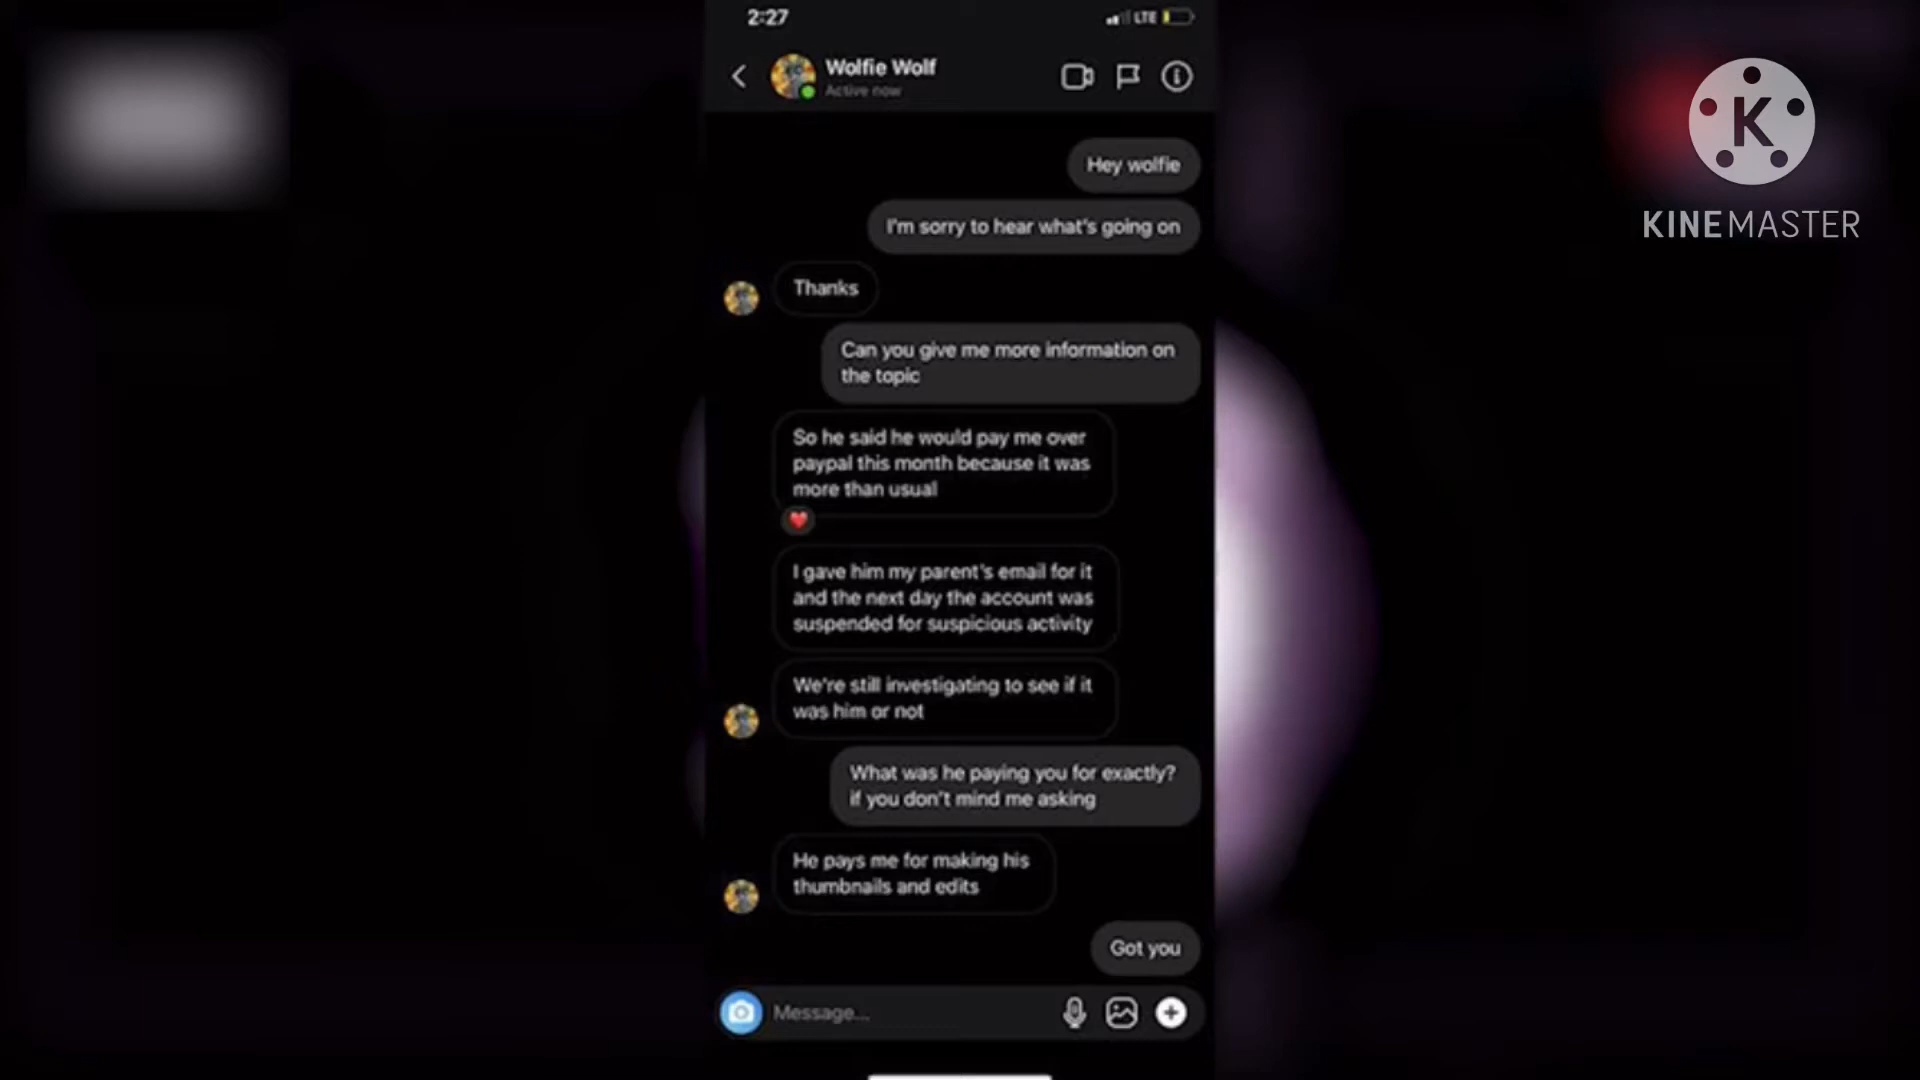 2:27
LTE
Wolfie Wolf
Active now
K
KINEMASTER
Hey wolfie
I'm sorry to hear what's going on
Thanks
Can you give me more information on
the topic
So he said he would pay me over
paypal this month because it was
more than usual
I gave him my parent's email for it
and the next day the account was
suspended for suspicious activity
We're still investigating to see if it
was him or not
What was he paying you for exactly?
if you don't mind me asking
He pays me for making his
thumbnails and edits
Got you
Message...